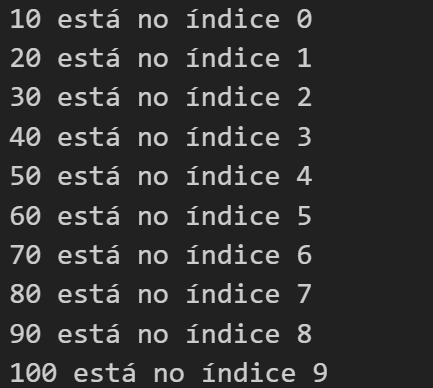 10 está no índice 0
20 está no índice 1
30 está no índice 2
40 está no índice 3
50 está no índice 4
60 está no índice 5
70 está no índice 6
80 está no índice 7
90 está no índice 8
100 está no índice 9